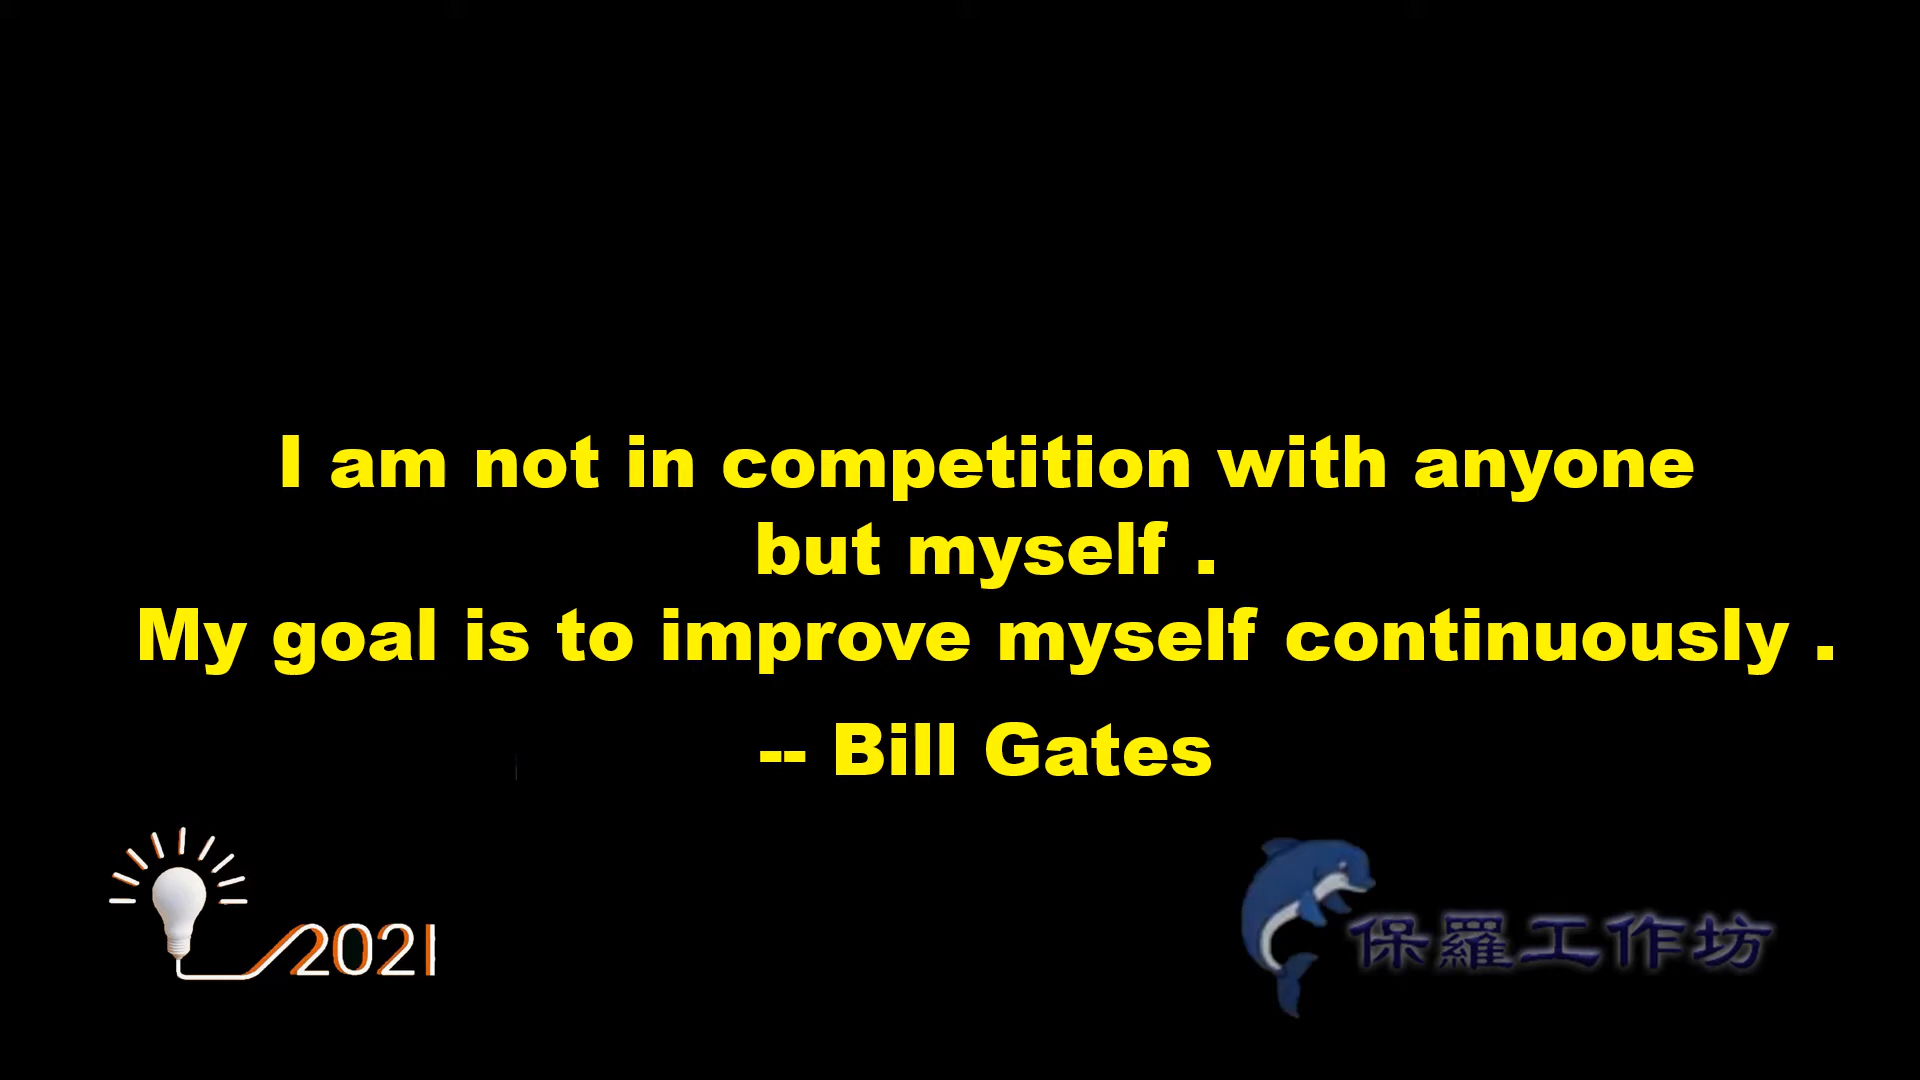 I am not in competition with anyone
but myself .
My goal is to improve myself continuously .
-- Bill Gates
2021
保羅工作坊